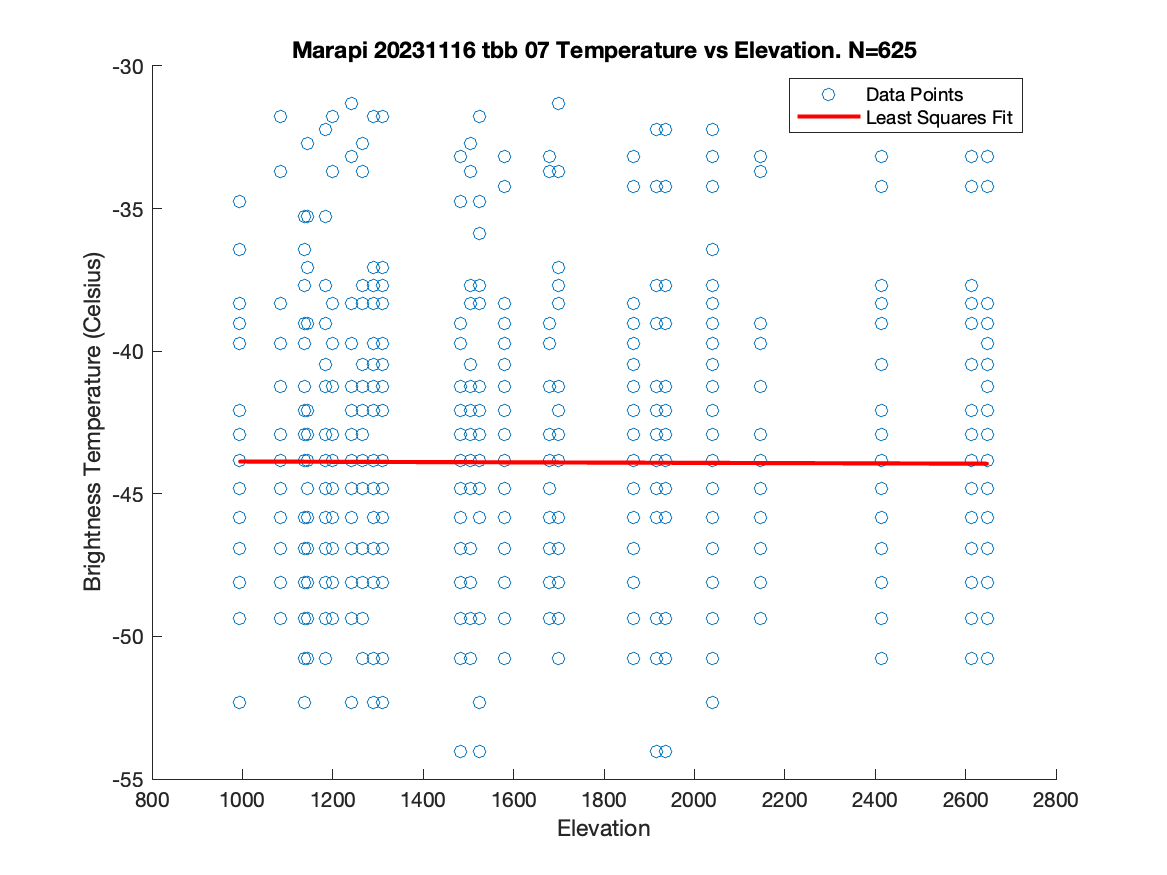 Marapi 20231116 tbb 07 Temperature vs Elevation. N=625
-30
Data Points
Least Squares Fit
-35
-40
Brightness Temperature (Celsius)
-45
-50
-55
800 1000 1200 1400 1600 1800 2000 2200 2400 2600 2800
Elevation